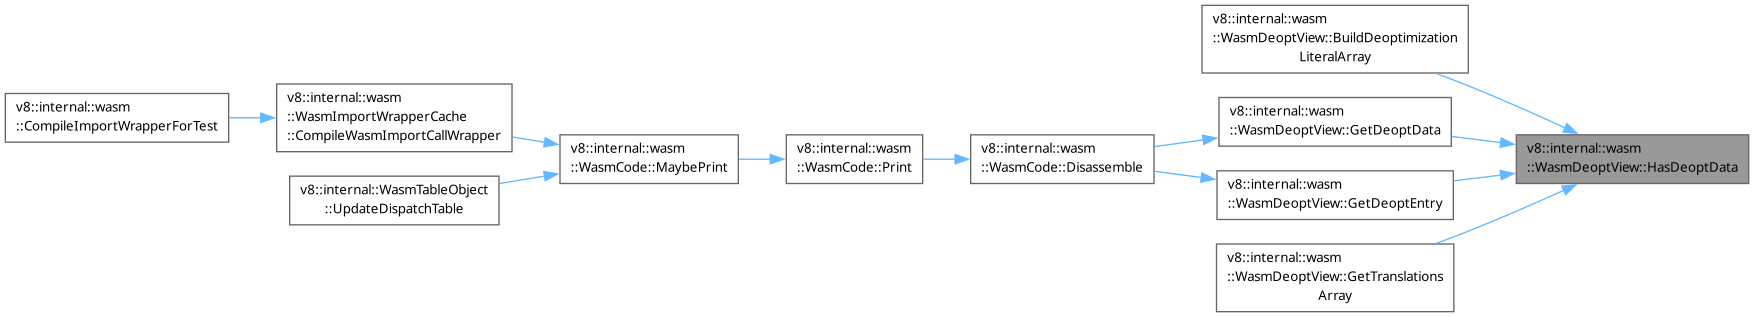 v8::internal::wasm
::CompileImportWrapperForTest
v8::internal::wasm
::WasmImportWrapperCache
::CompileWasmImportCallWrapper
v8::internal::WasmTableObject
::UpdateDispatchTable
v8::internal::wasm
::WasmCode::MaybePrint
v8::internal::wasm
::WasmCode::Print
v8::internal::wasm
::WasmCode::Disassemble
v8::internal::wasm
::WasmDeoptView::BuildDeoptimization
LiteralArray
v8::internal::wasm
::WasmDeoptView::GetDeoptData
v8::internal::wasm
::WasmDeoptView::GetDeoptEntry
v8::internal::wasm
::WasmDeoptView::GetTranslations
Array
v8::internal::wasm
::WasmDeoptView::HasDeoptData